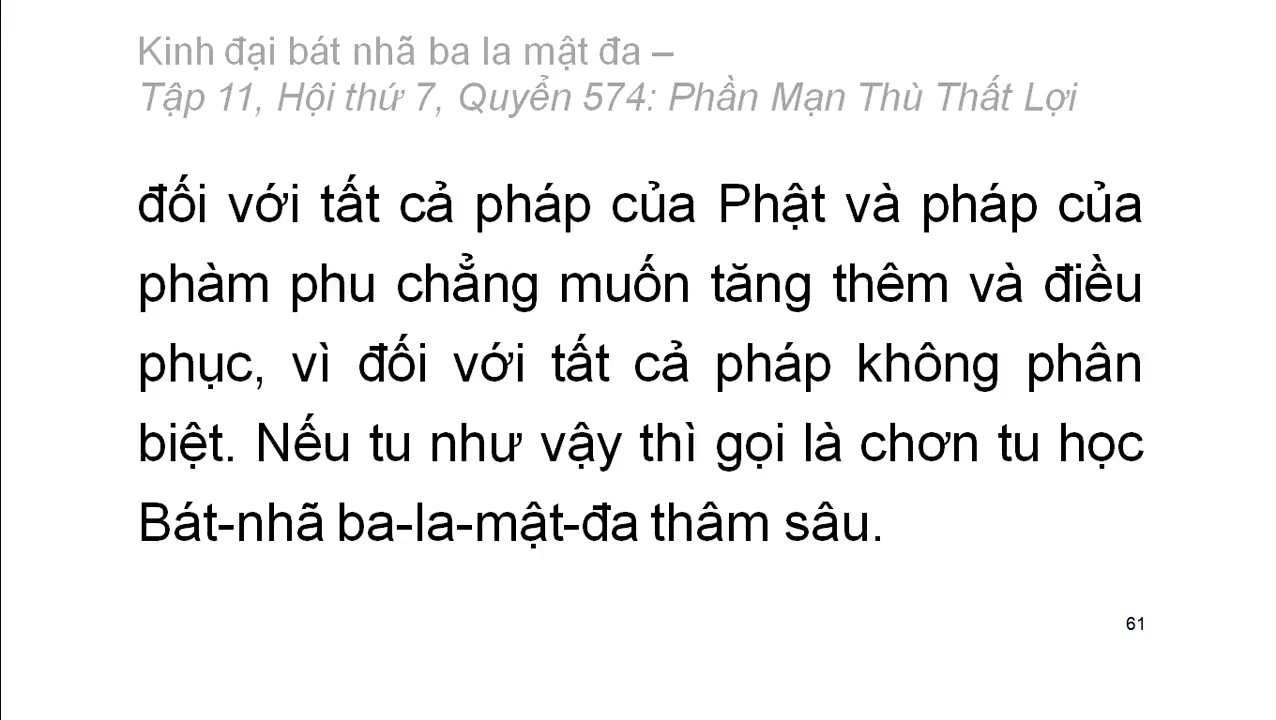 Kinh đại bát nhã ba la mật đa –
Tập 11, Hội thứ 7, Quyển 574: Phần Mạn Thù Thất Lợi
đối với tất cả pháp của Phật và pháp của
phàm phu chẳng muốn tăng thêm và điều
phục, vì đối với tất cả pháp không phân
biệt. Nếu tu như vậy thì gọi là chơn tu học
Bát-nhã ba-la-mật-đa thâm sâu.
61